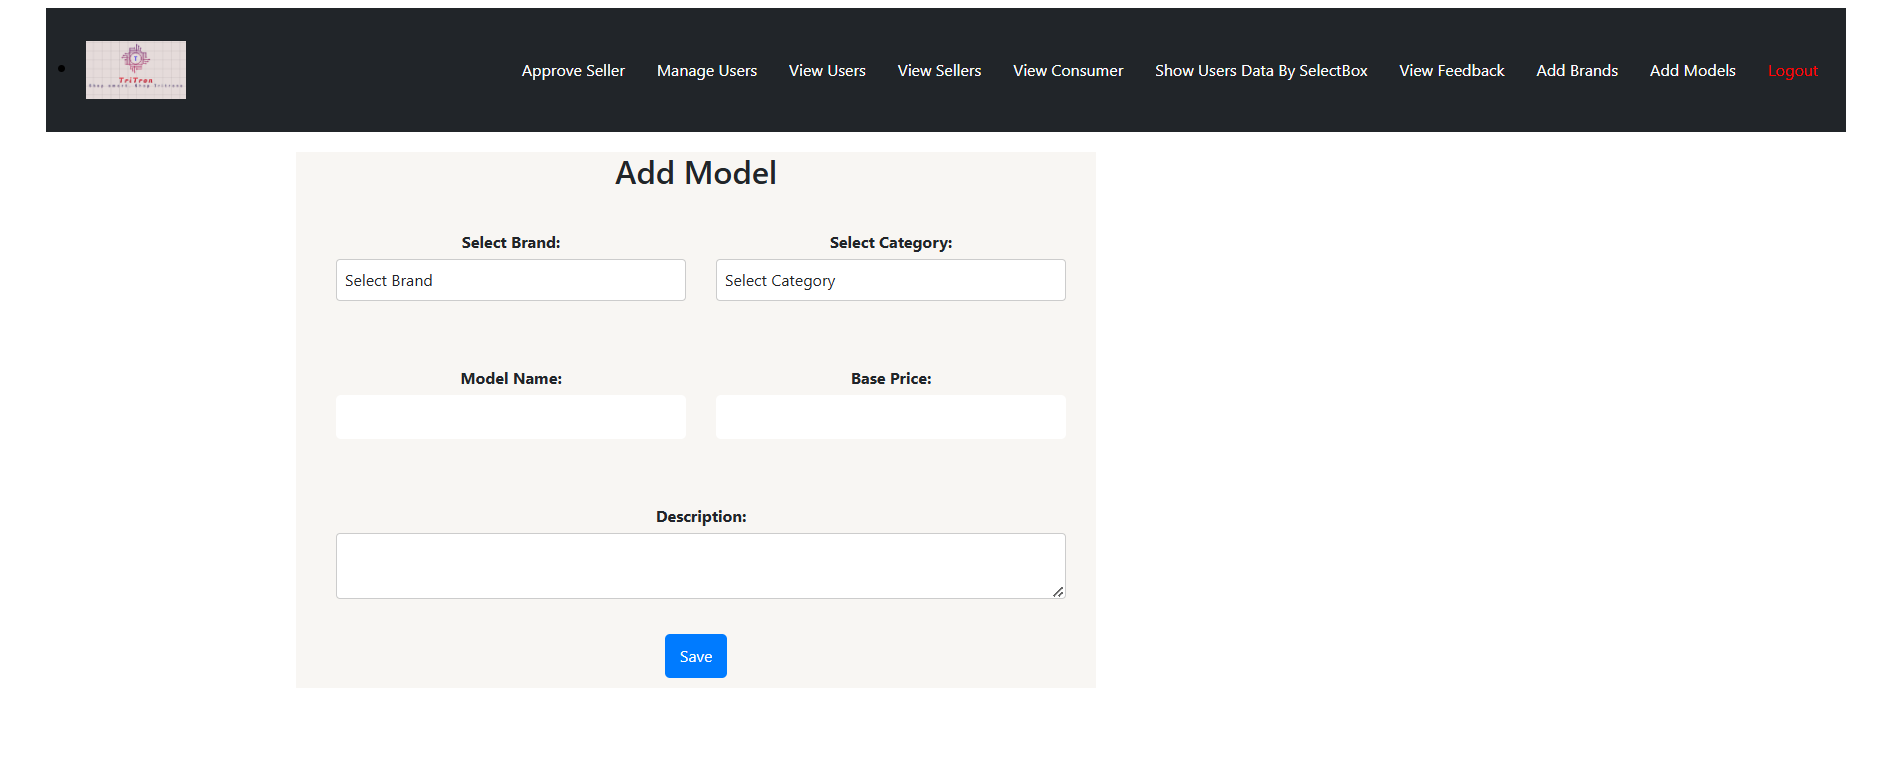 T
TriTron
Approve Seller Manage Users View Users View Sellers View Consumer Show Users Data By SelectBox View Feedback Add Brands Add Models Logout
Add Model
Select Brand: Select Category:
Select Brand Select Category
Model Name: Base Price:
Description:
Save